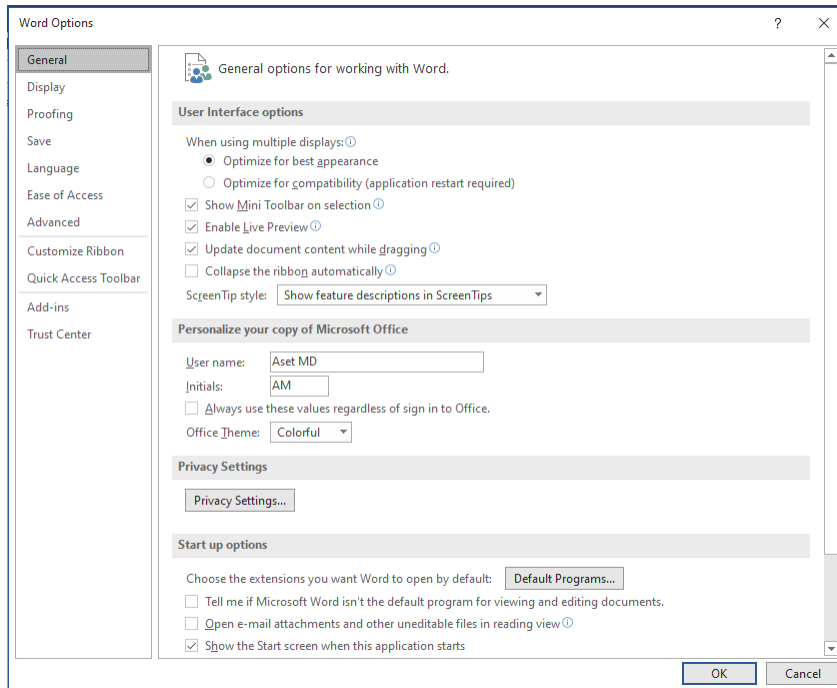 Word Options
?
General
Display
Proofing
Save
Language
Ease of Access
Advanced
Customize Ribbon
Quick Access Toolbar
Add-ins
Trust Center
General options for working with Word.
User Interface options
When using multiple displays:
Optimize for best appearance
Optimize for compatibility (application restart required)
Show Mini Toolbar on selection
Enable Live Preview
Update document content while dragging
Collapse the ribbon automatically
ScreenTip style: Show feature descriptions in ScreenTips
Personalize your copy of Microsoft Office
User name: Aset MD
Initials: AM
Always use these values regardless of sign in to Office.
Office Theme: Colorful
Privacy Settings
Privacy Settings...
Start up options
Choose the extensions you want Word to open by default: Default Programs...
Tell me if Microsoft Word isn't the default program for viewing and editing documents.
Open e-mail attachments and other uneditable files in reading view
Show the Start screen when this application starts
OK Cancel